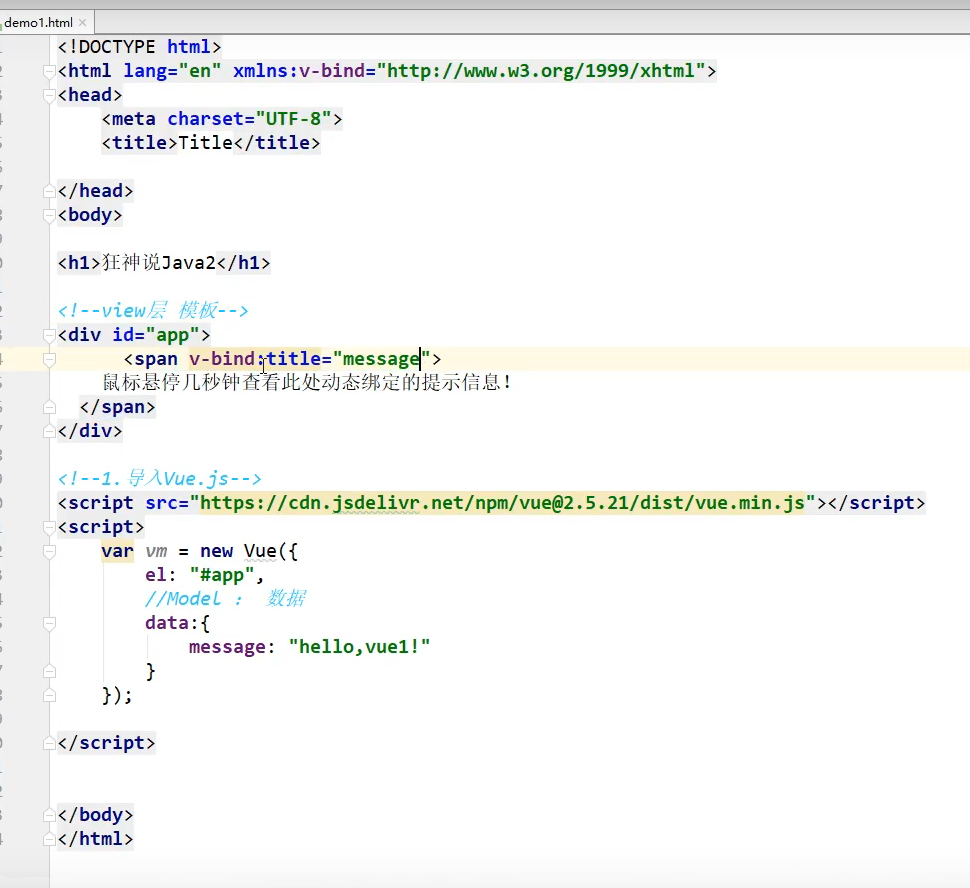 demo1.html
<!DOCTYPE html>
<html lang="en" xmlns:v-bind="http://www.w3.org/1999/xhtml">
<head>
<meta charset="UTF-8">
<title>Title</title>
</head>
<body>
<h1>狂神说Java2</h1>
<!--view层 模板-->
<div id="app">
<span v-bind:title="message">
鼠标悬停几秒钟查看此处动态绑定的提示信息！
</span>
</div>
<!--1.导入Vue.js-->
<script src="https://cdn.jsdelivr.net/npm/vue@2.5.21/dist/vue.min.js"></script>
<script>
var vm = new Vue({
el: "#app",
//Model ： 数据
data:{
message: "hello,vue1!"
}
});
</script>
</body>
</html>